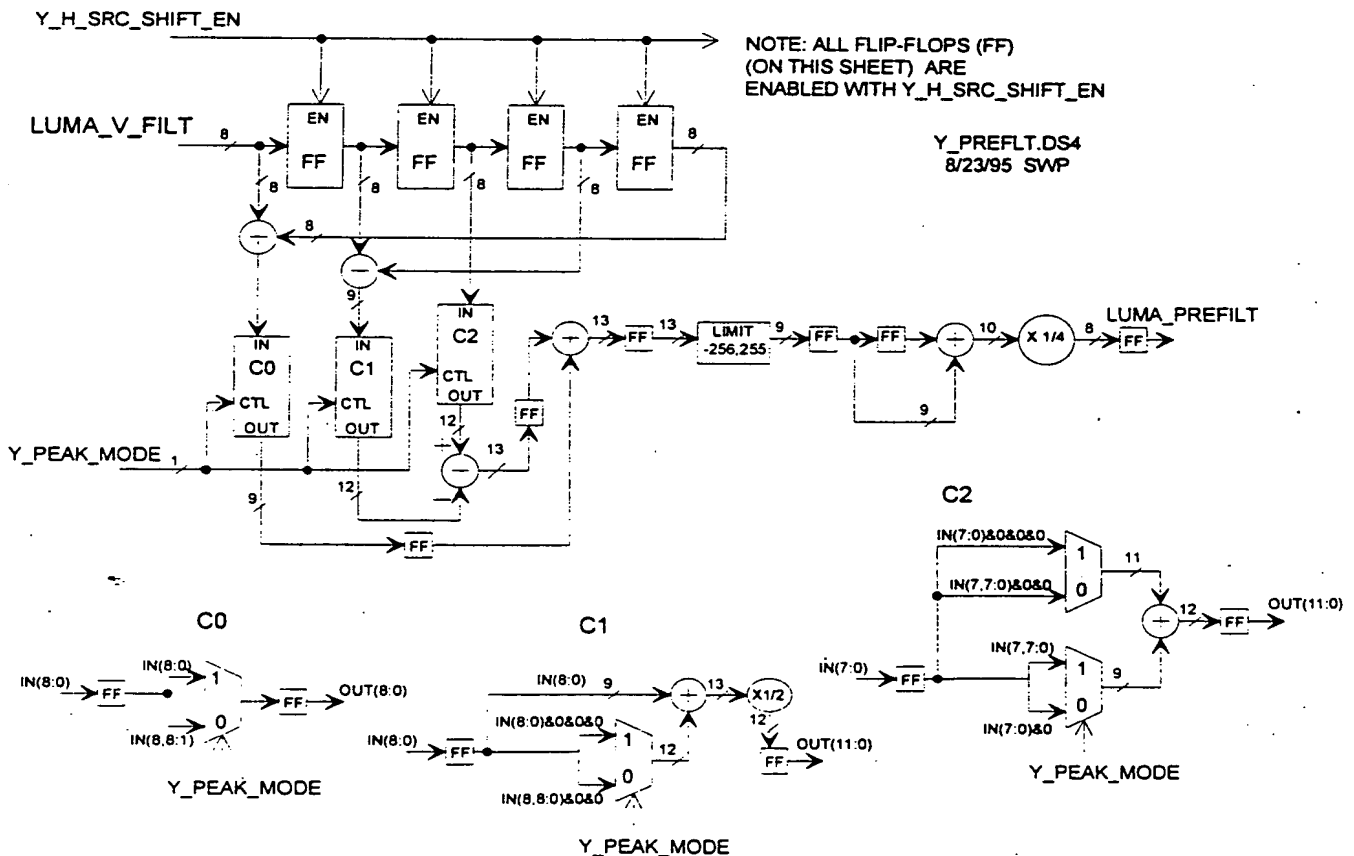 Y_H_SRC_SHIFT_EN
NOTE: ALL FLIP-FLOPS (FF)
(ON THIS SHEET) ARE
ENABLED WITH Y_H_SRC_SHIFT_EN
Y_PREFLT.DS4
8/23/95 SWP
LUMA_V_FILT
8
EN
FF
EN
FF
EN
FF
EN
FF
8
8
8
8
8
8
9
IN
C0
CTL
OUT
IN
C1
CTL
OUT
IN
C2
CTL
OUT
12
13
FF
13
FF
13
LIMIT
-256,255
9
FF
FF
10
X 1/4
8
FF
LUMA_PREFILT
9
Y_PEAK_MODE
1
9
12
FF
C0
IN(8:0)
FF
IN(8:0)
1
0
IN(8,8:1)
FF
OUT(8:0)
Y_PEAK_MODE
C1
IN(8:0)
FF
IN(8:0)
9
IN(8:0)&0&0&0
1
0
IN(8,8:0)&0&0
12
13
X1/2
12
FF
OUT(11:0)
Y_PEAK_MODE
C2
IN(7:0)&0&0&0
1
0
IN(7,7:0)&0&0
11
IN(7:0)
FF
IN(7,7:0)
1
0
IN(7:0)&0
9
12
FF
OUT(11:0)
Y_PEAK_MODE